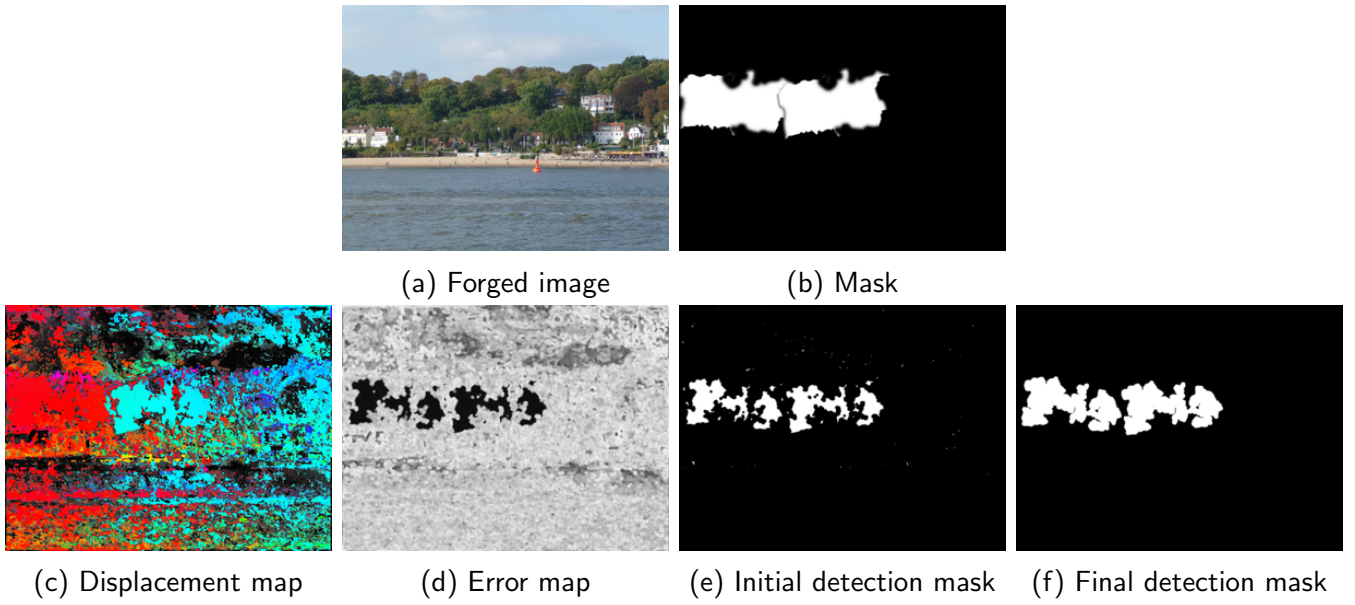 (a) Forged image
(b) Mask
(c) Displacement map
(d) Error map
(e) Initial detection mask
(f) Final detection mask